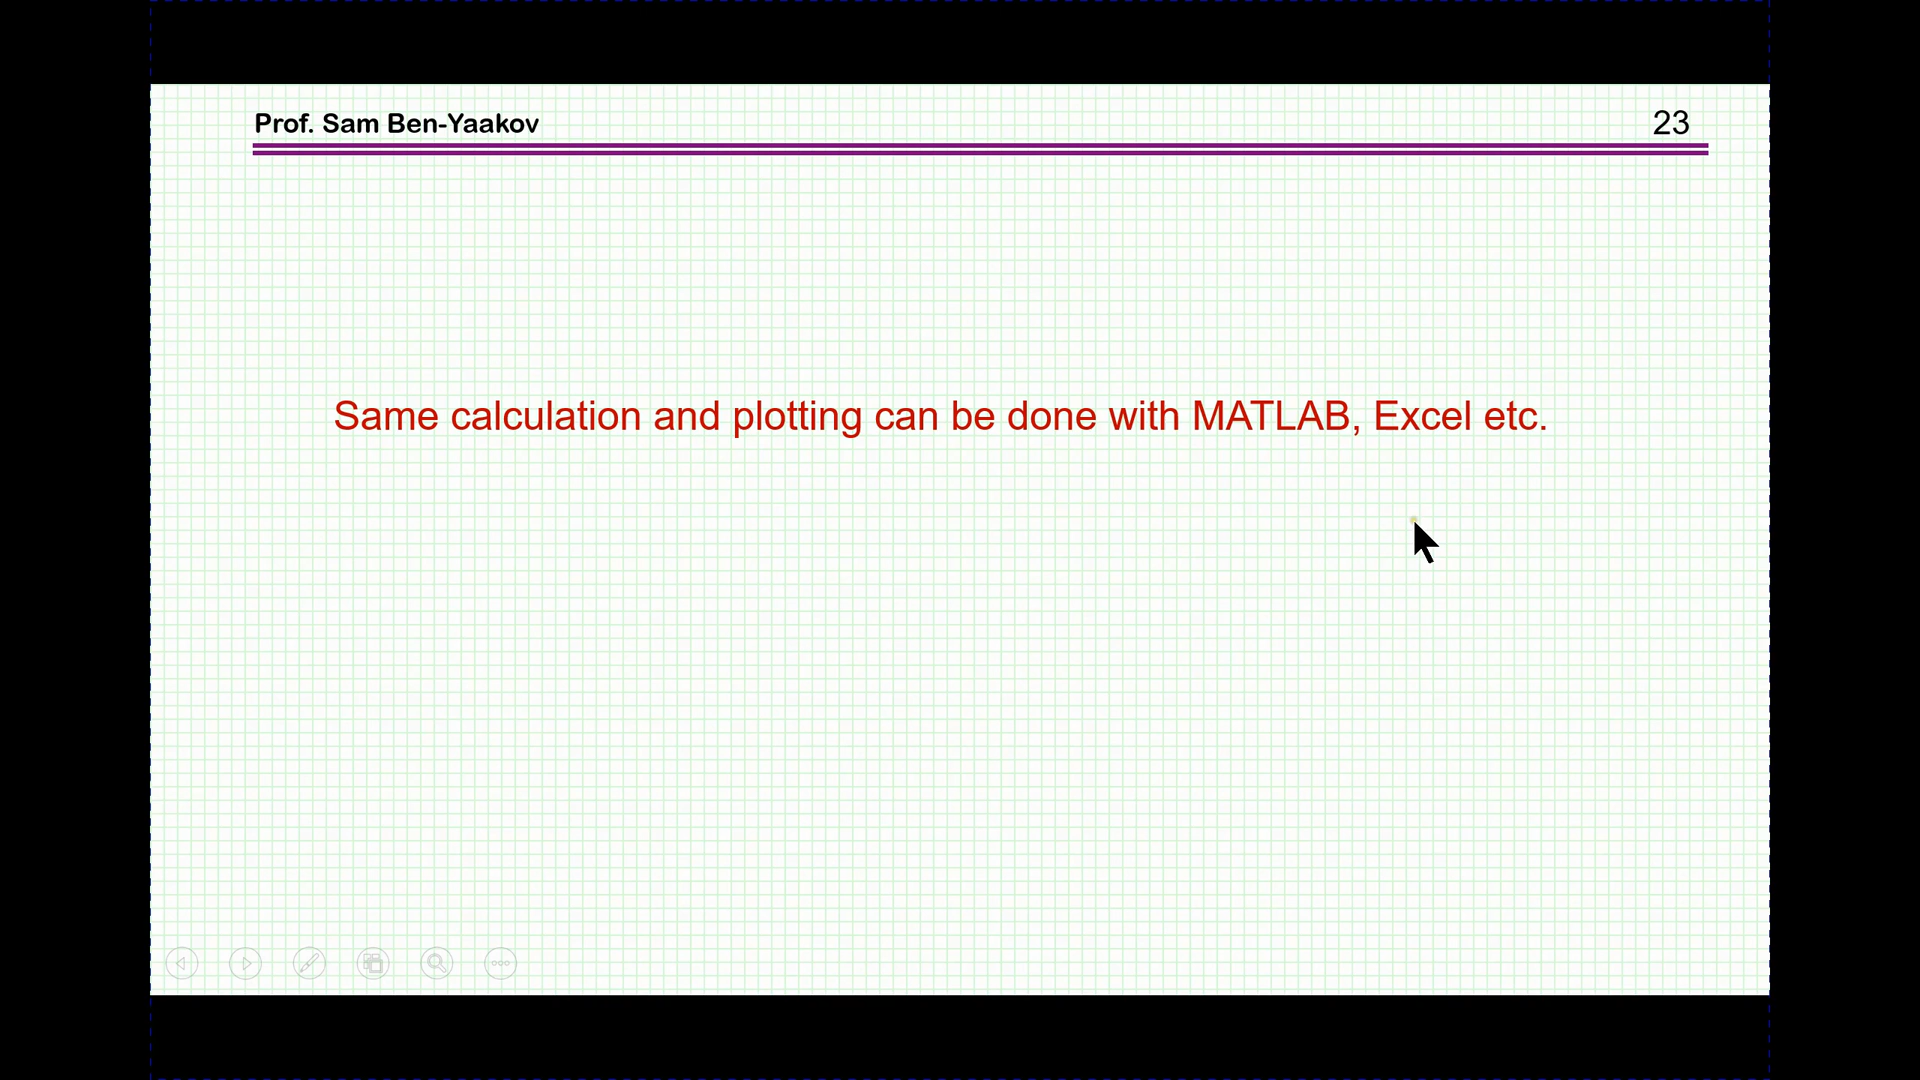 Prof. Sam Ben-Yaakov
23
Same calculation and plotting can be done with MATLAB, Excel etc.